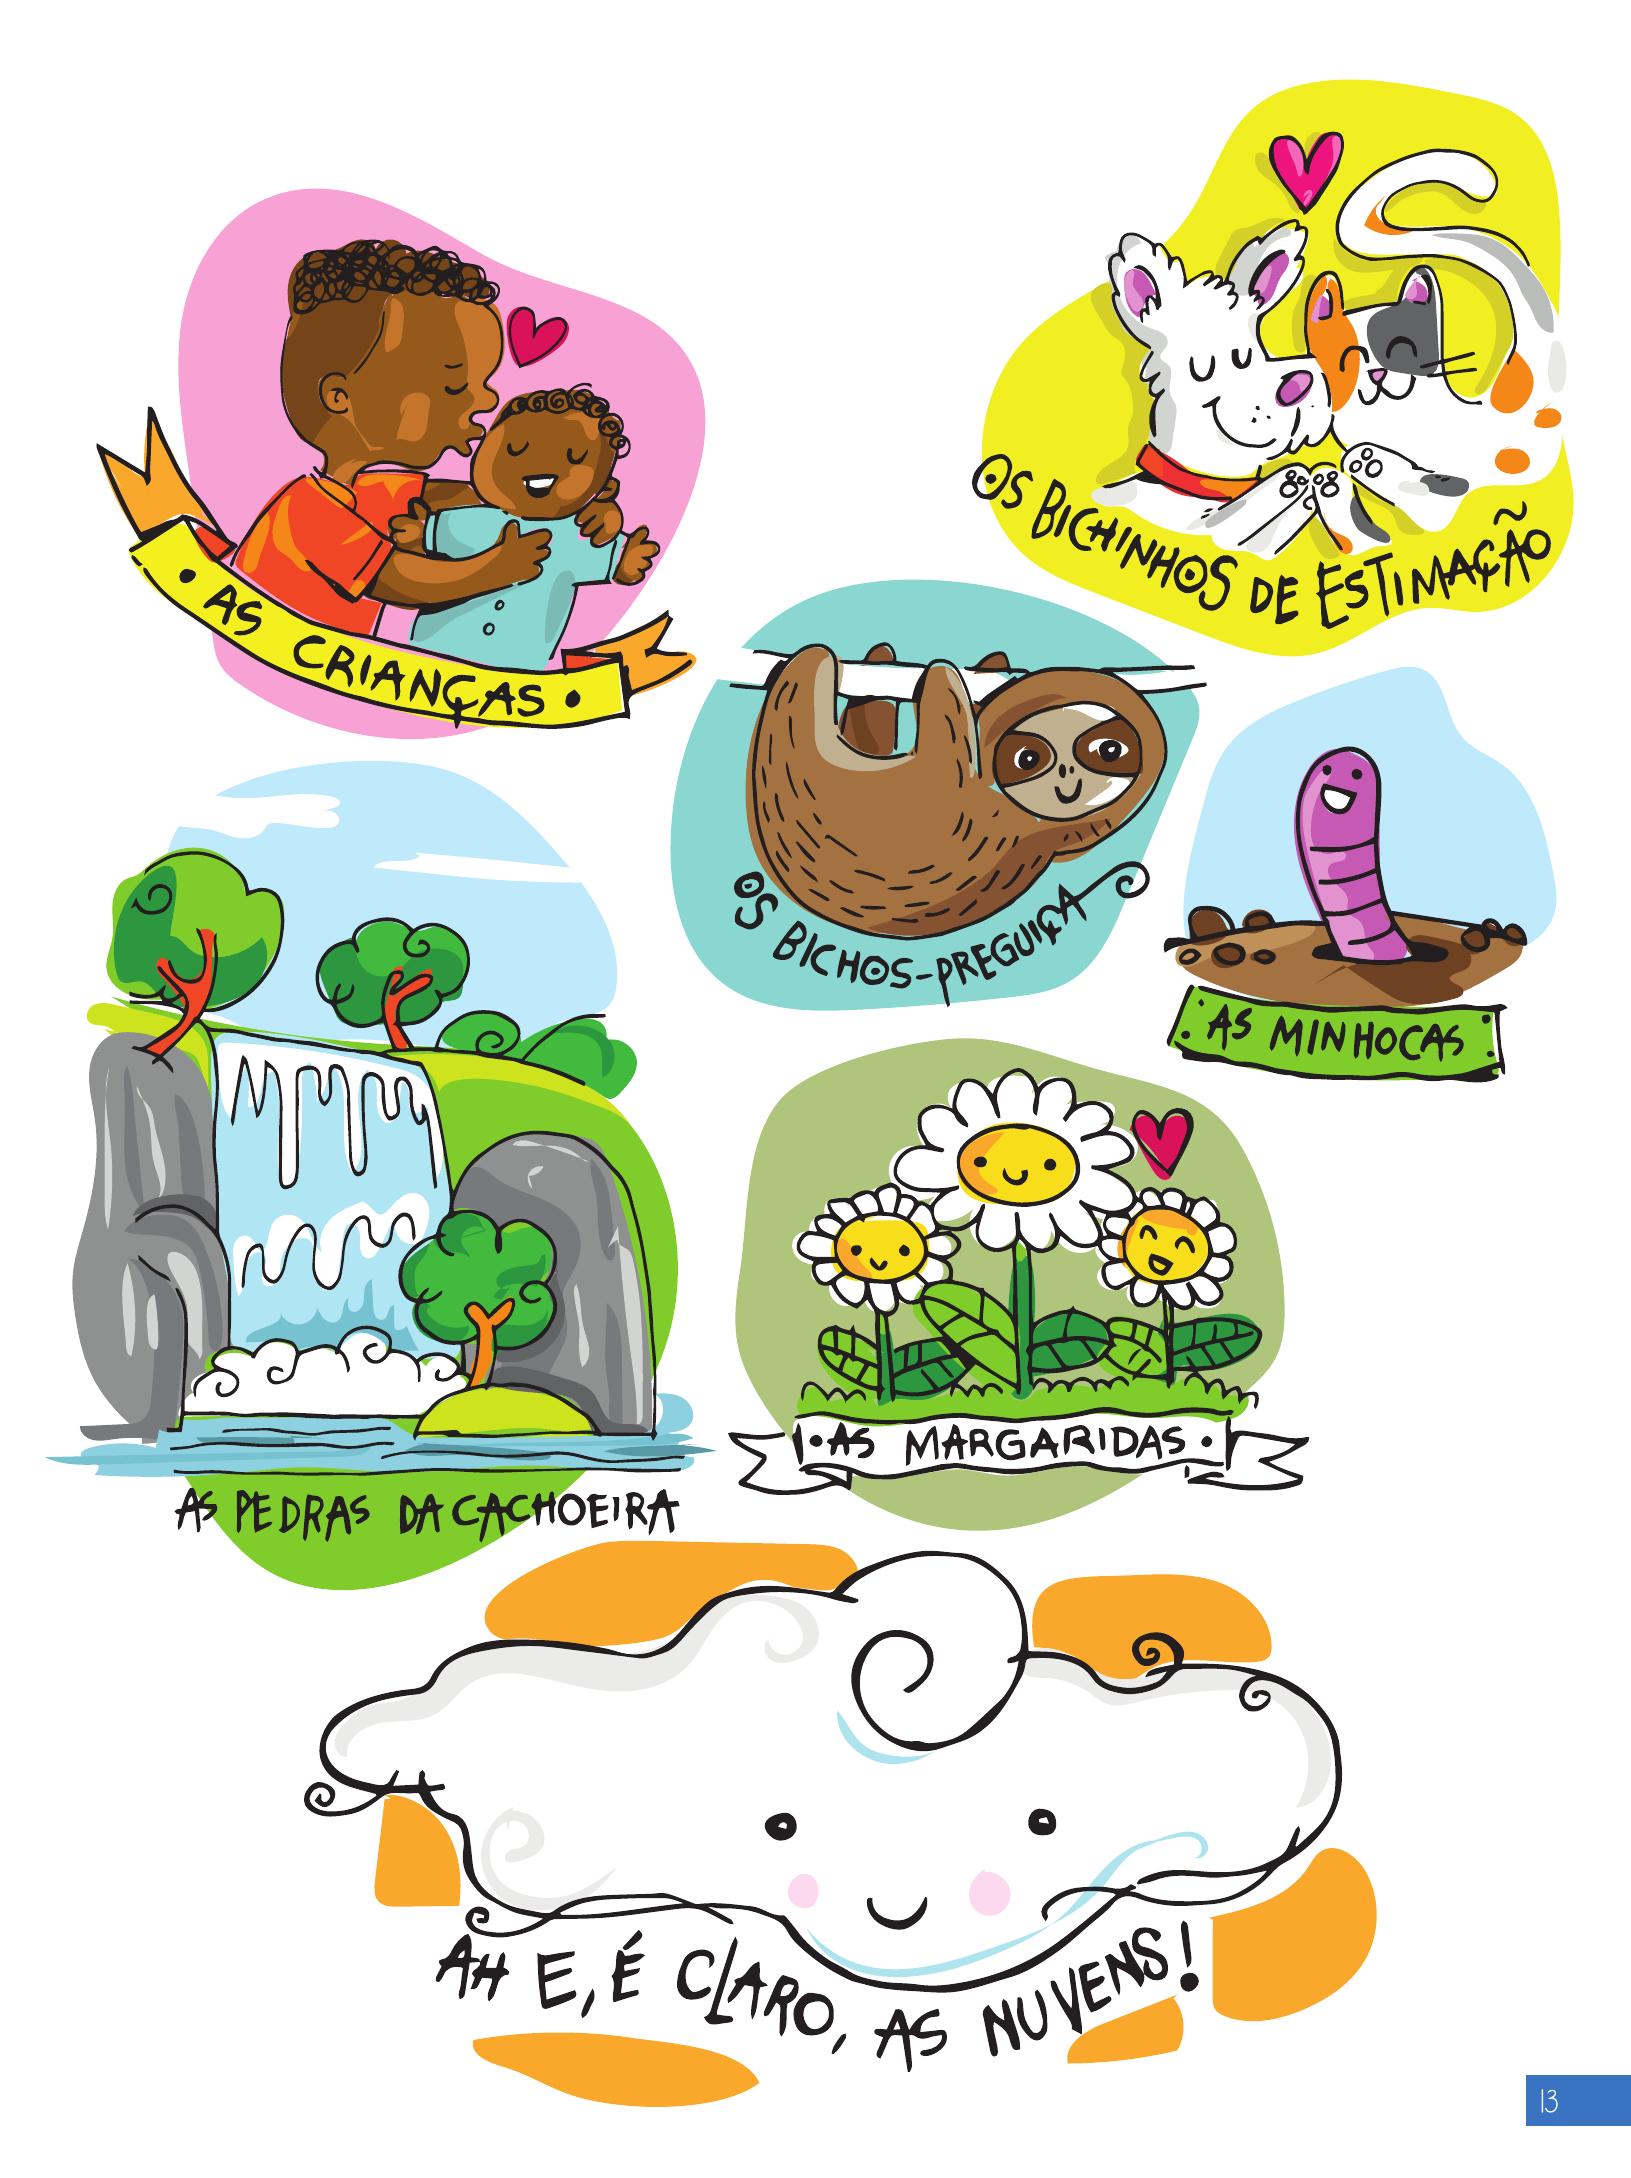 AS CRIANÇAS
OS BICHINHOS DE ESTIMAÇÃO
OS BICHOS-PREGUIÇA
AS MINHOCAS
AS PEDRAS DA CACHOEIRA
AS MARGARIDAS
AH E, É CLARO, AS NUVENS!
13